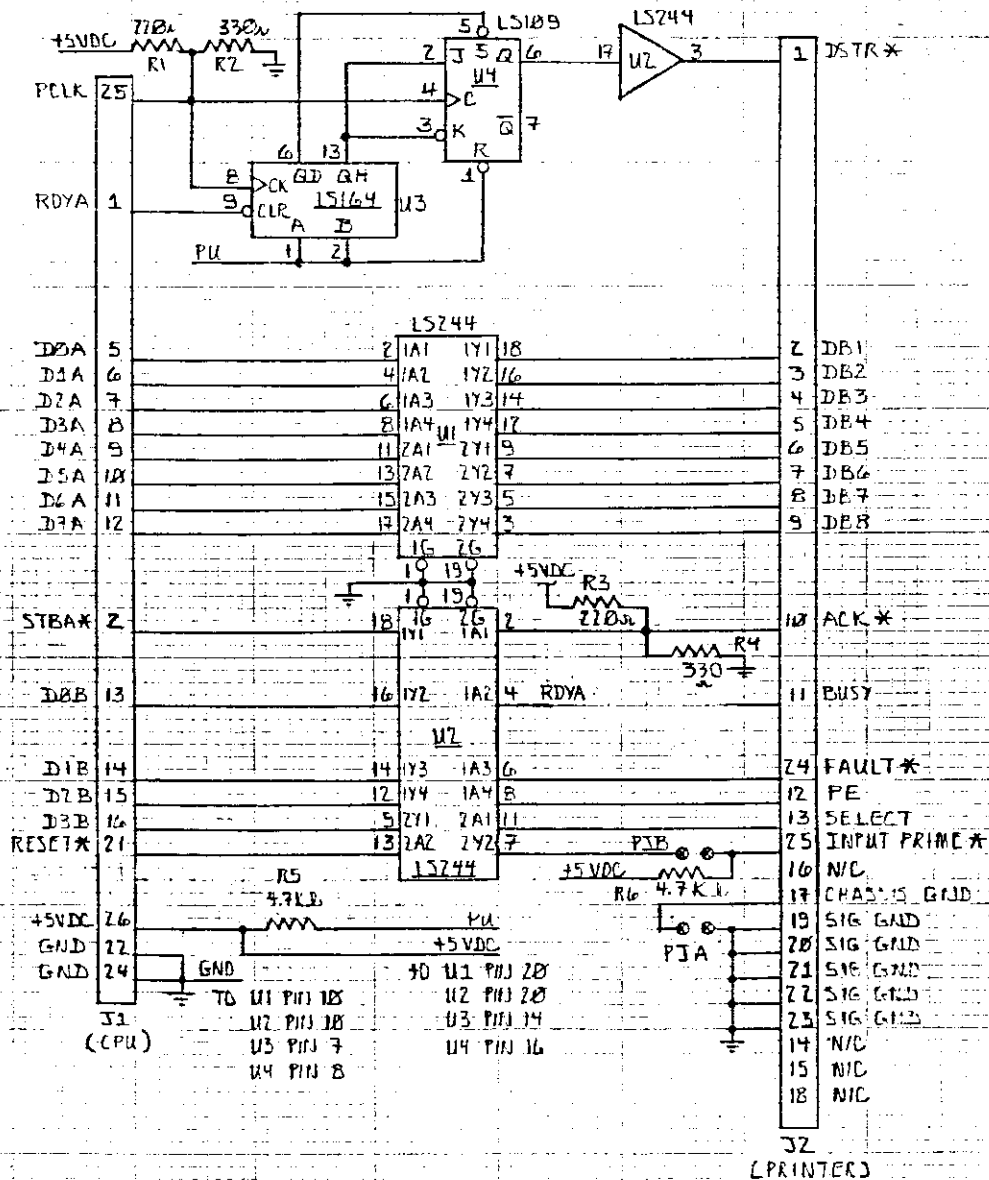 220Ω 330Ω
+5VDC
R1 R2
LS109
5
2 J 5 Q 6
U4
4 C
3 K Q 7
R
1
LS244
17 U2 3
1 DSTR*
PCLK 25
6 13
QD QH
8 CK
LS164 U3
9 CLR
A B
1 2
RDYA 1
PU
LS244
DØA 5 2 1A1 1Y1 18 2 DB1
D1A 6 4 1A2 1Y2 16 3 DB2
D2A 7 6 1A3 1Y3 14 4 DB3
D3A 8 8 1A4 1Y4 12 5 DB4
U1
D4A 9 11 2A1 2Y1 9 6 DB5
D5A 1Ø 13 2A2 2Y2 7 7 DB6
D6A 11 15 2A3 2Y3 5 8 DB7
D7A 12 17 2A4 2Y4 3 9 DB8
1G 2G
1 19
+5VDC R3
220Ω
1 19
1G 2G
STBA* 2 18 1Y1 1A1 2 1Ø ACK*
R4
330Ω
DØB 13 16 1Y2 1A2 4 RDYA 11 BUSY
U2
D1B 14 14 1Y3 1A3 6 24 FAULT*
D2B 15 12 1Y4 1A4 8 12 PE
D3B 16 5 2Y1 2A1 11 13 SELECT
RESET* 21 13 2A2 2Y2 7 PJB 25 INPUT PRIME*
LS244
+5VDC
R6 4.7K Ω
16 N/C
17 CHASSIS GND
R5
4.7KΩ
+5VDC 26 PU
+5VDC
GND 22
GND 24 GND
PJA
19 SIG GND
20 SIG GND
21 SIG GND
22 SIG GND
23 SIG GND
14 N/C
15 N/C
18 N/C
TO U1 PIN 1Ø
U2 PIN 1Ø
U3 PIN 7
U4 PIN 8
TO U1 PIN 2Ø
U2 PIN 2Ø
U3 PIN 14
U4 PIN 16
J1
(CPU)
J2
(PRINTER)